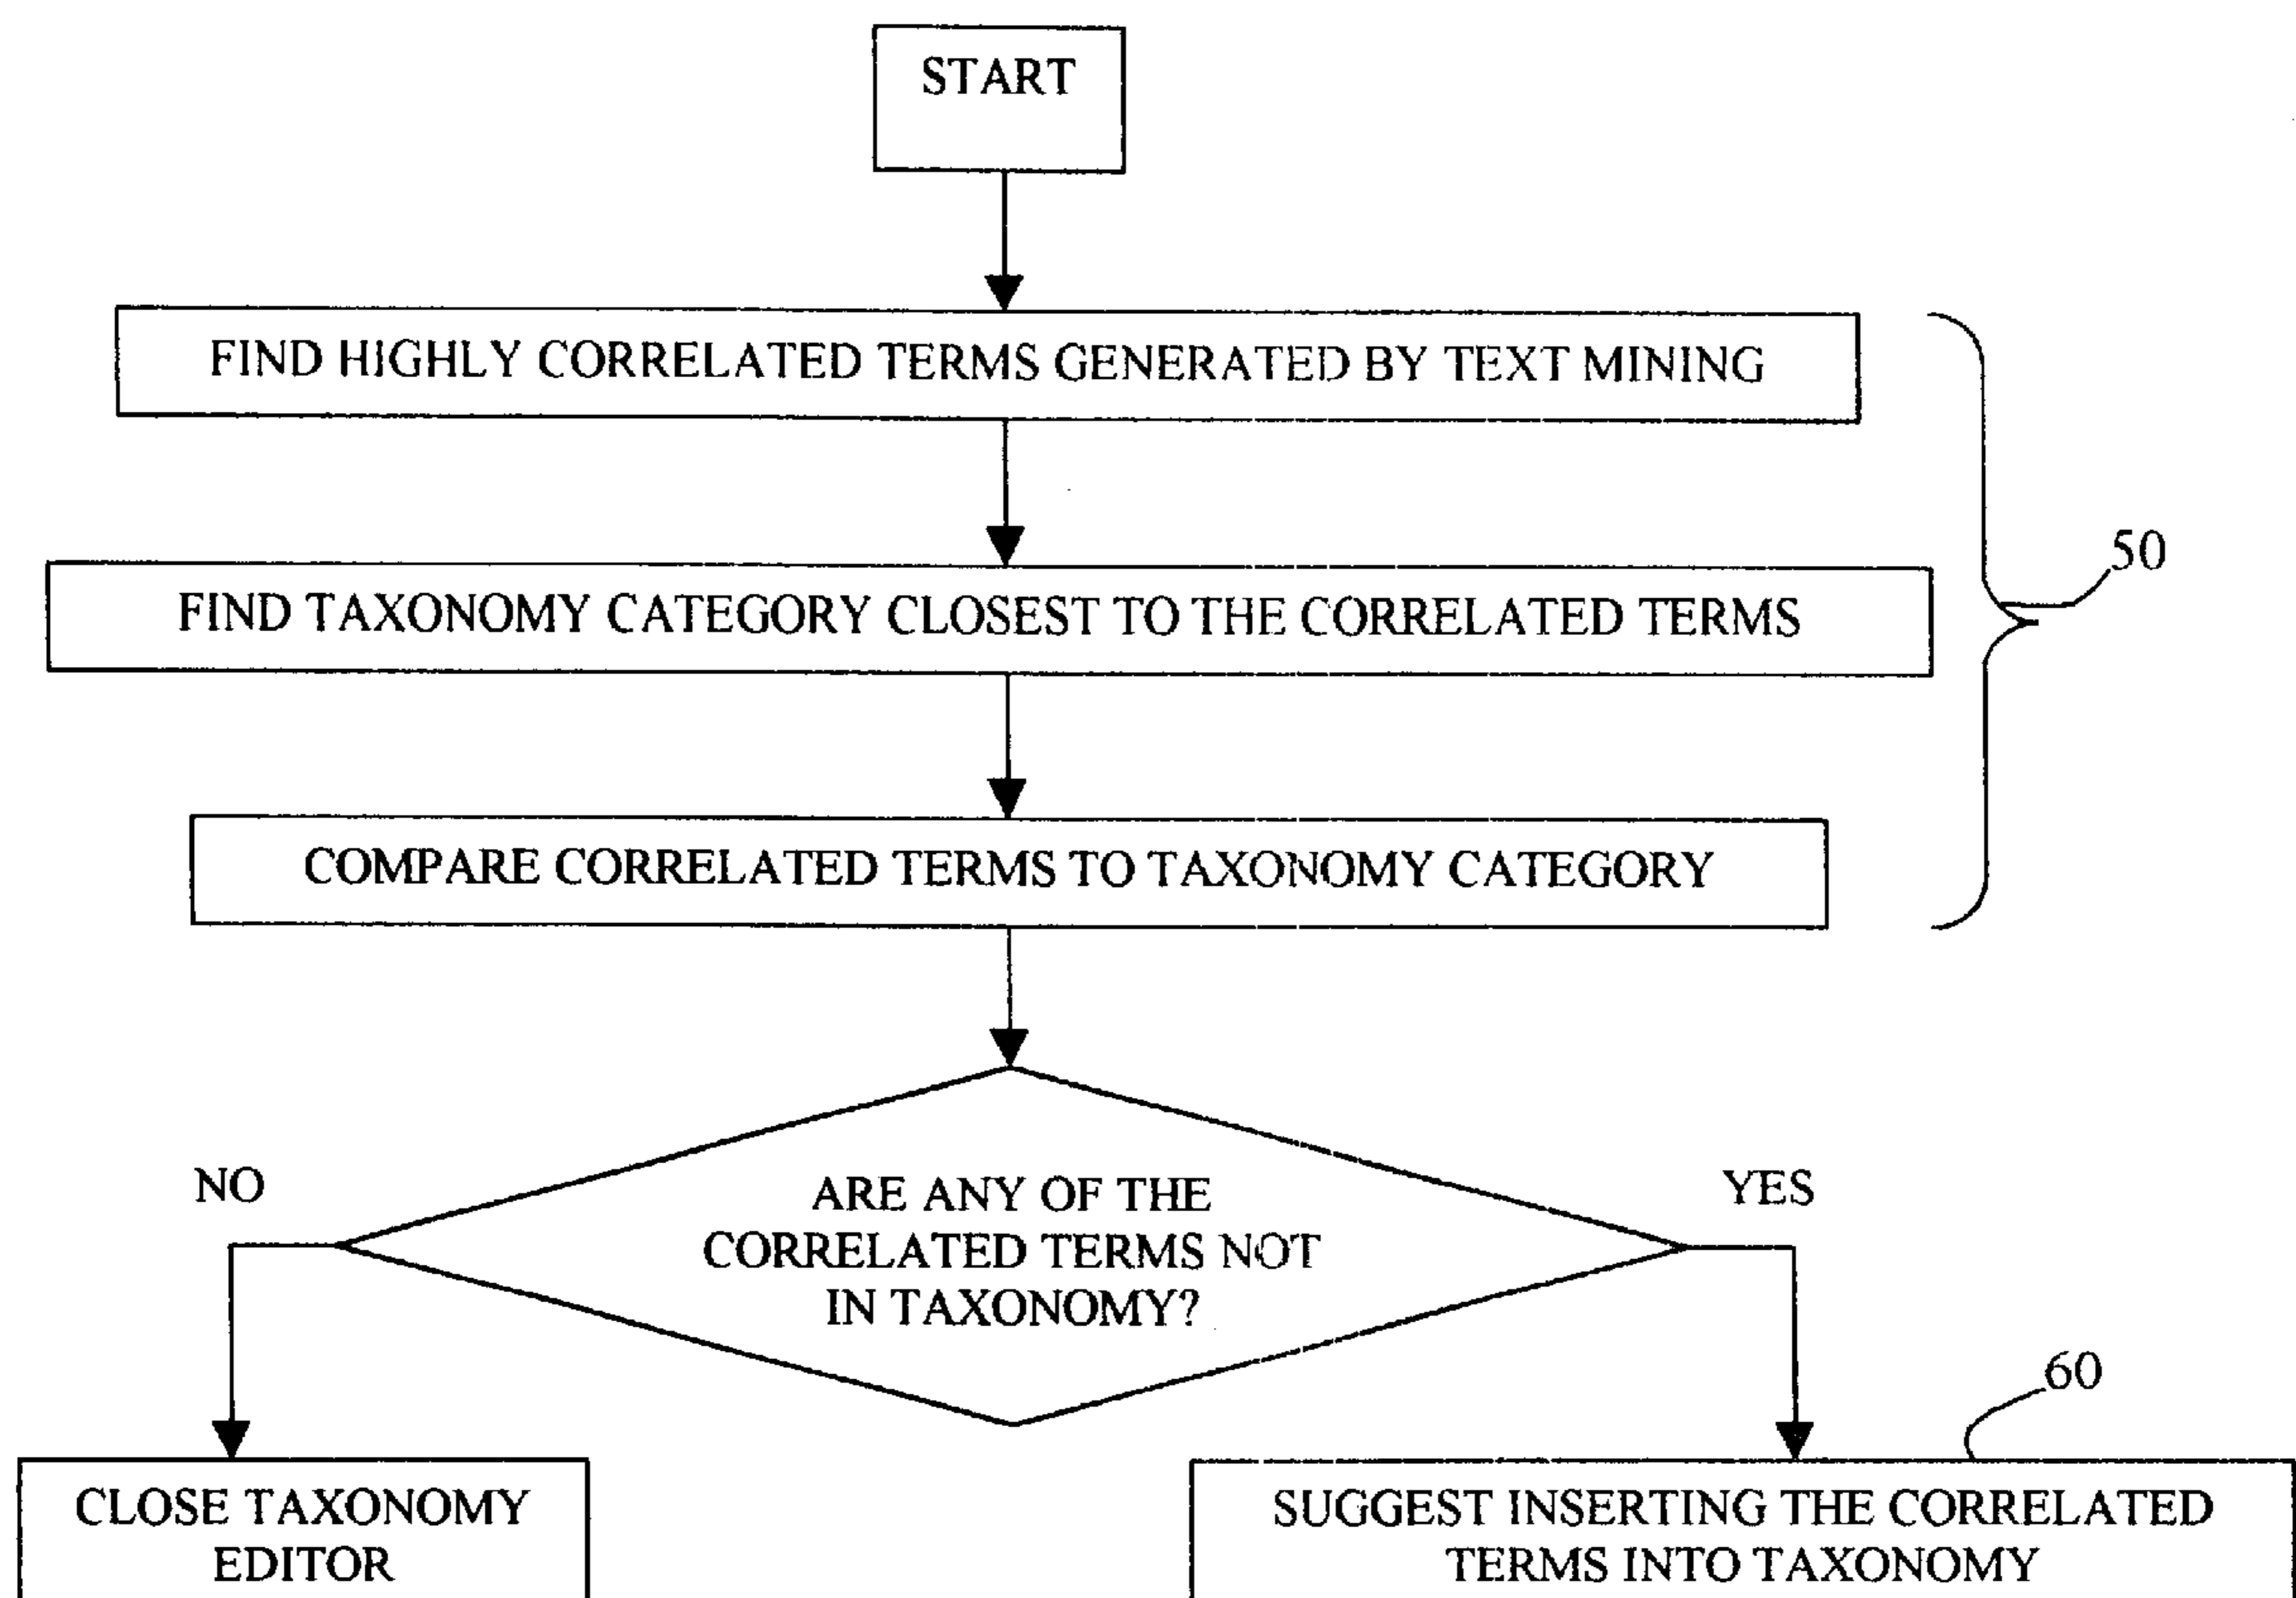 START
FIND HIGHLY CORRELATED TERMS GENERATED BY TEXT MINING
FIND TAXONOMY CATEGORY CLOSEST TO THE CORRELATED TERMS
50
COMPARE CORRELATED TERMS TO TAXONOMY CATEGORY
NO
YES
ARE ANY OF THE
CORRELATED TERMS NOT
IN TAXONOMY?
60
CLOSE TAXONOMY
EDITOR
SUGGEST INSERTING THE CORRELATED
TERMS INTO TAXONOMY